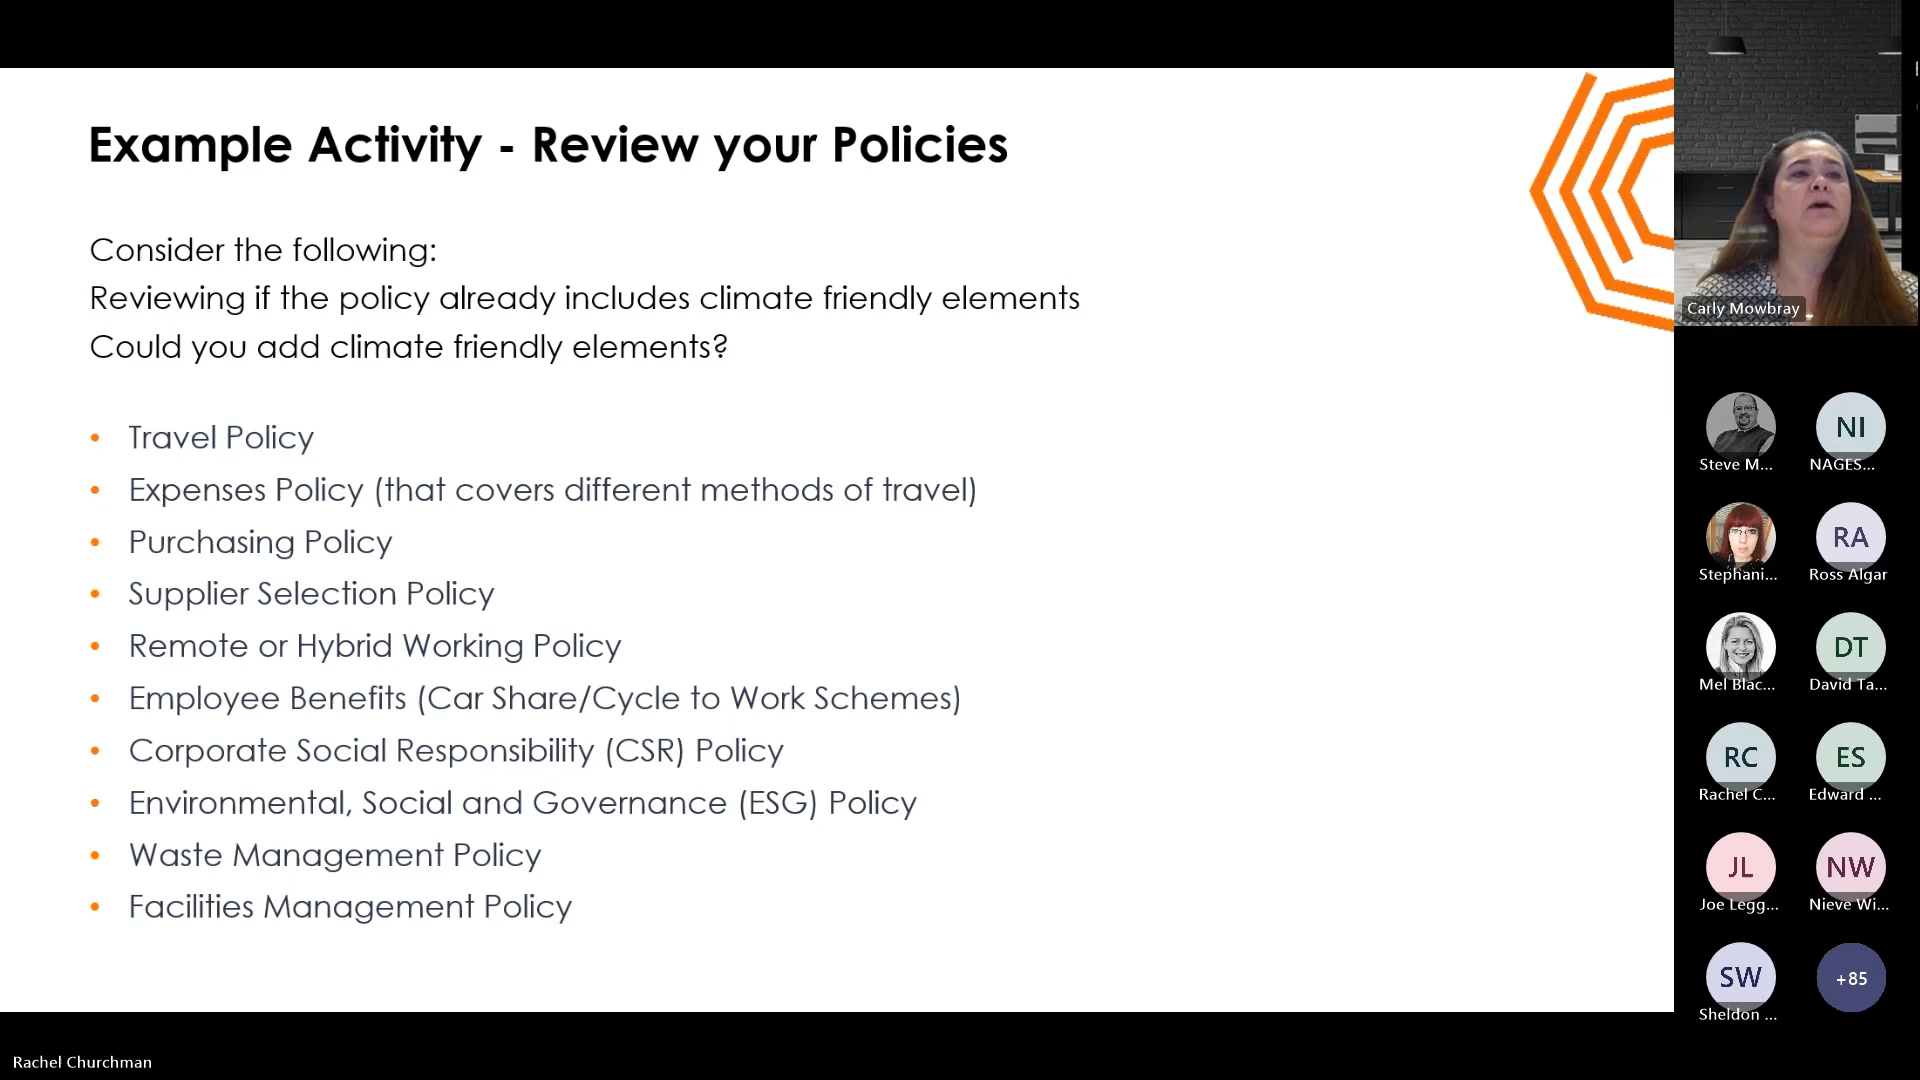 Example Activity - Review your Policies
Consider the following:
Reviewing if the policy already includes climate friendly elements
Could you add climate friendly elements?
• Travel Policy
• Expenses Policy (that covers different methods of travel)
• Purchasing Policy
• Supplier Selection Policy
• Remote or Hybrid Working Policy
• Employee Benefits (Car Share/Cycle to Work Schemes)
• Corporate Social Responsibility (CSR) Policy
• Environmental, Social and Governance (ESG) Policy
• Waste Management Policy
• Facilities Management Policy
Carly Mowbray
Steve M...
NI
NAGES...
Stephani...
RA
Ross Algar
Mel Blac...
DT
David Ta...
RC
Rachel C...
ES
Edward ...
JL
Joe Legg...
NW
Nieve Wi...
SW
Sheldon ...
+85
Rachel Churchman